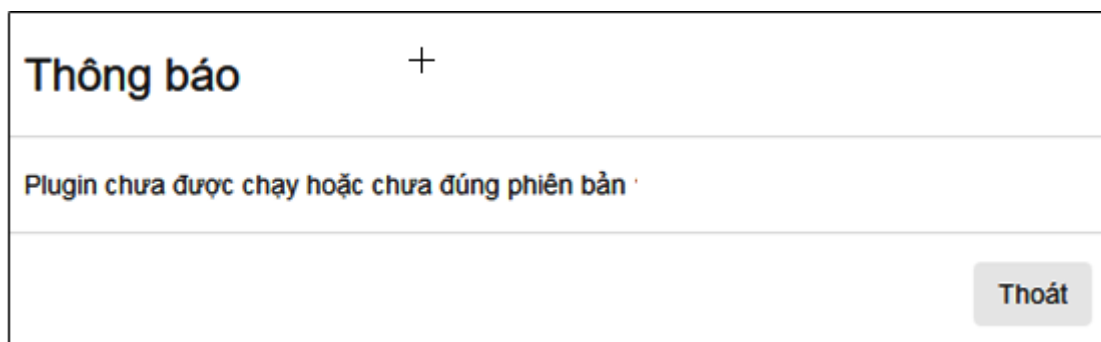 Thông báo
Plugin chưa được chạy hoặc chưa đúng phiên bản
Thoát